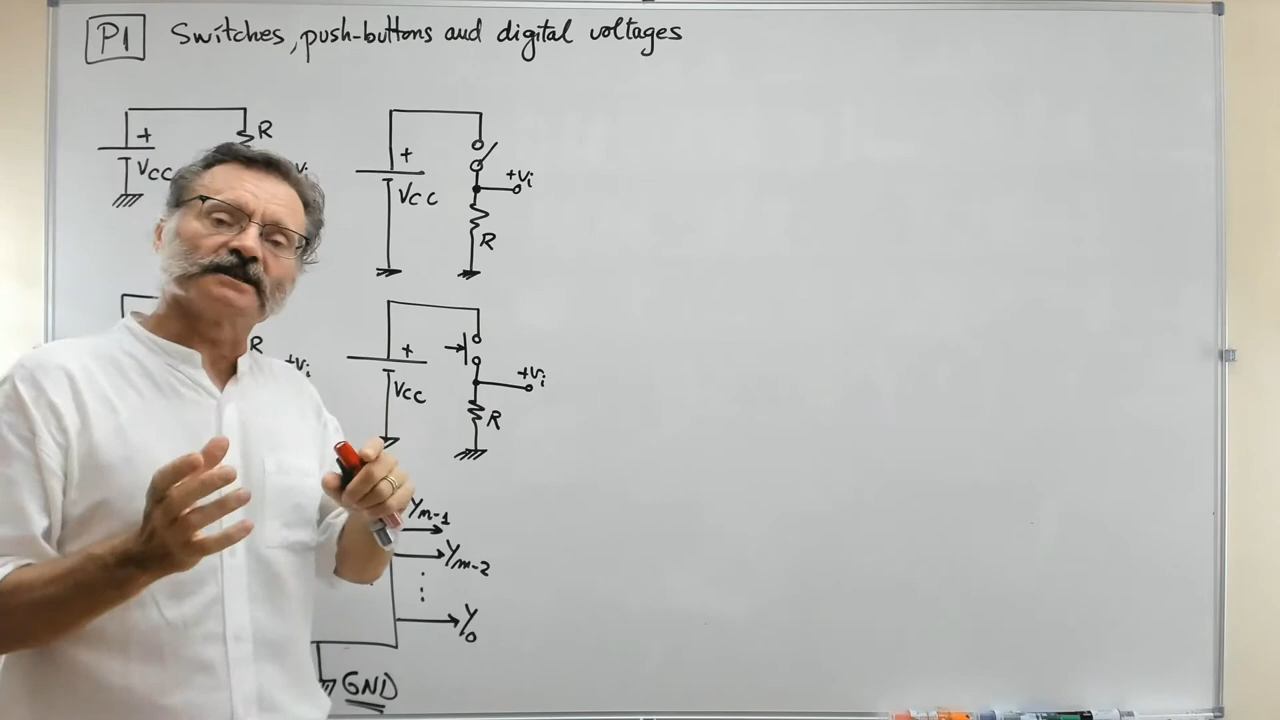 P1 Switches, push-buttons and digital voltages
+ R
Vcc Vi
+ +Vi
Vcc
R
+
R +Vi +Vi
Vcc
R
Ym-1
Ym-2
Y0
GND